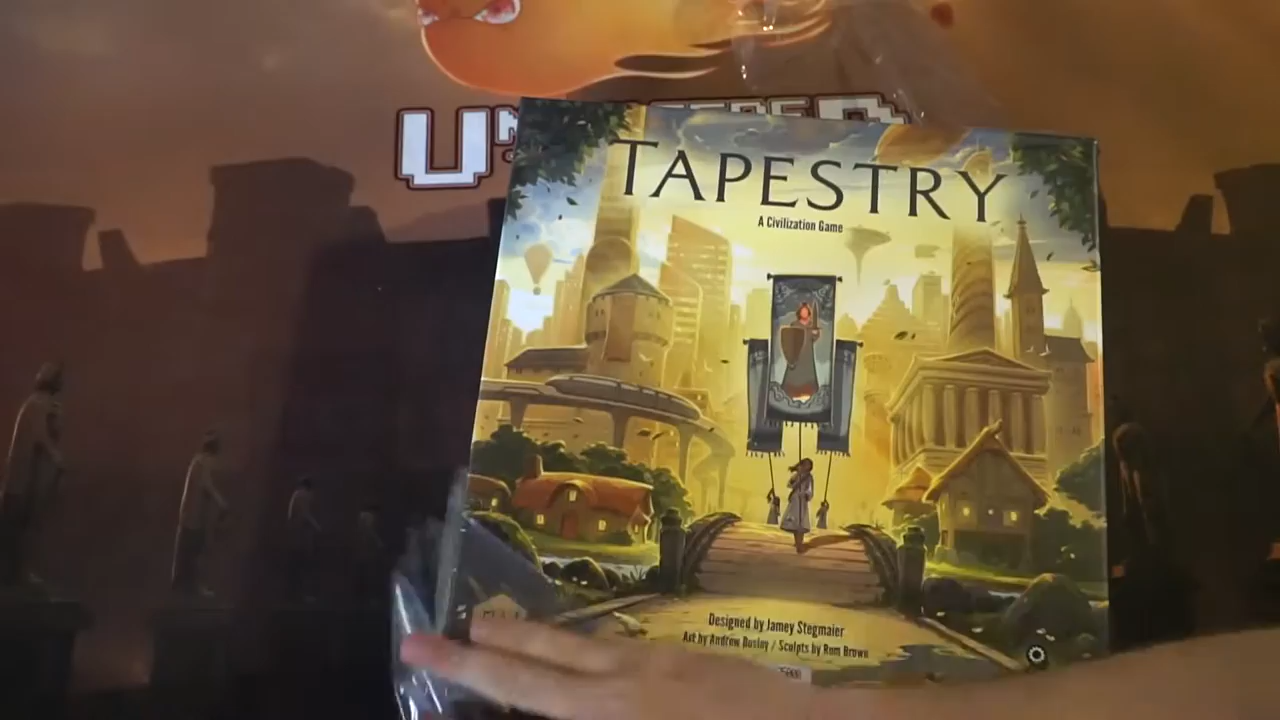 TAPESTRY
A Civilization Game
Designed by Jamey Stegmaier
Art by Andrew Bosley / Sculpts by Rom Brown